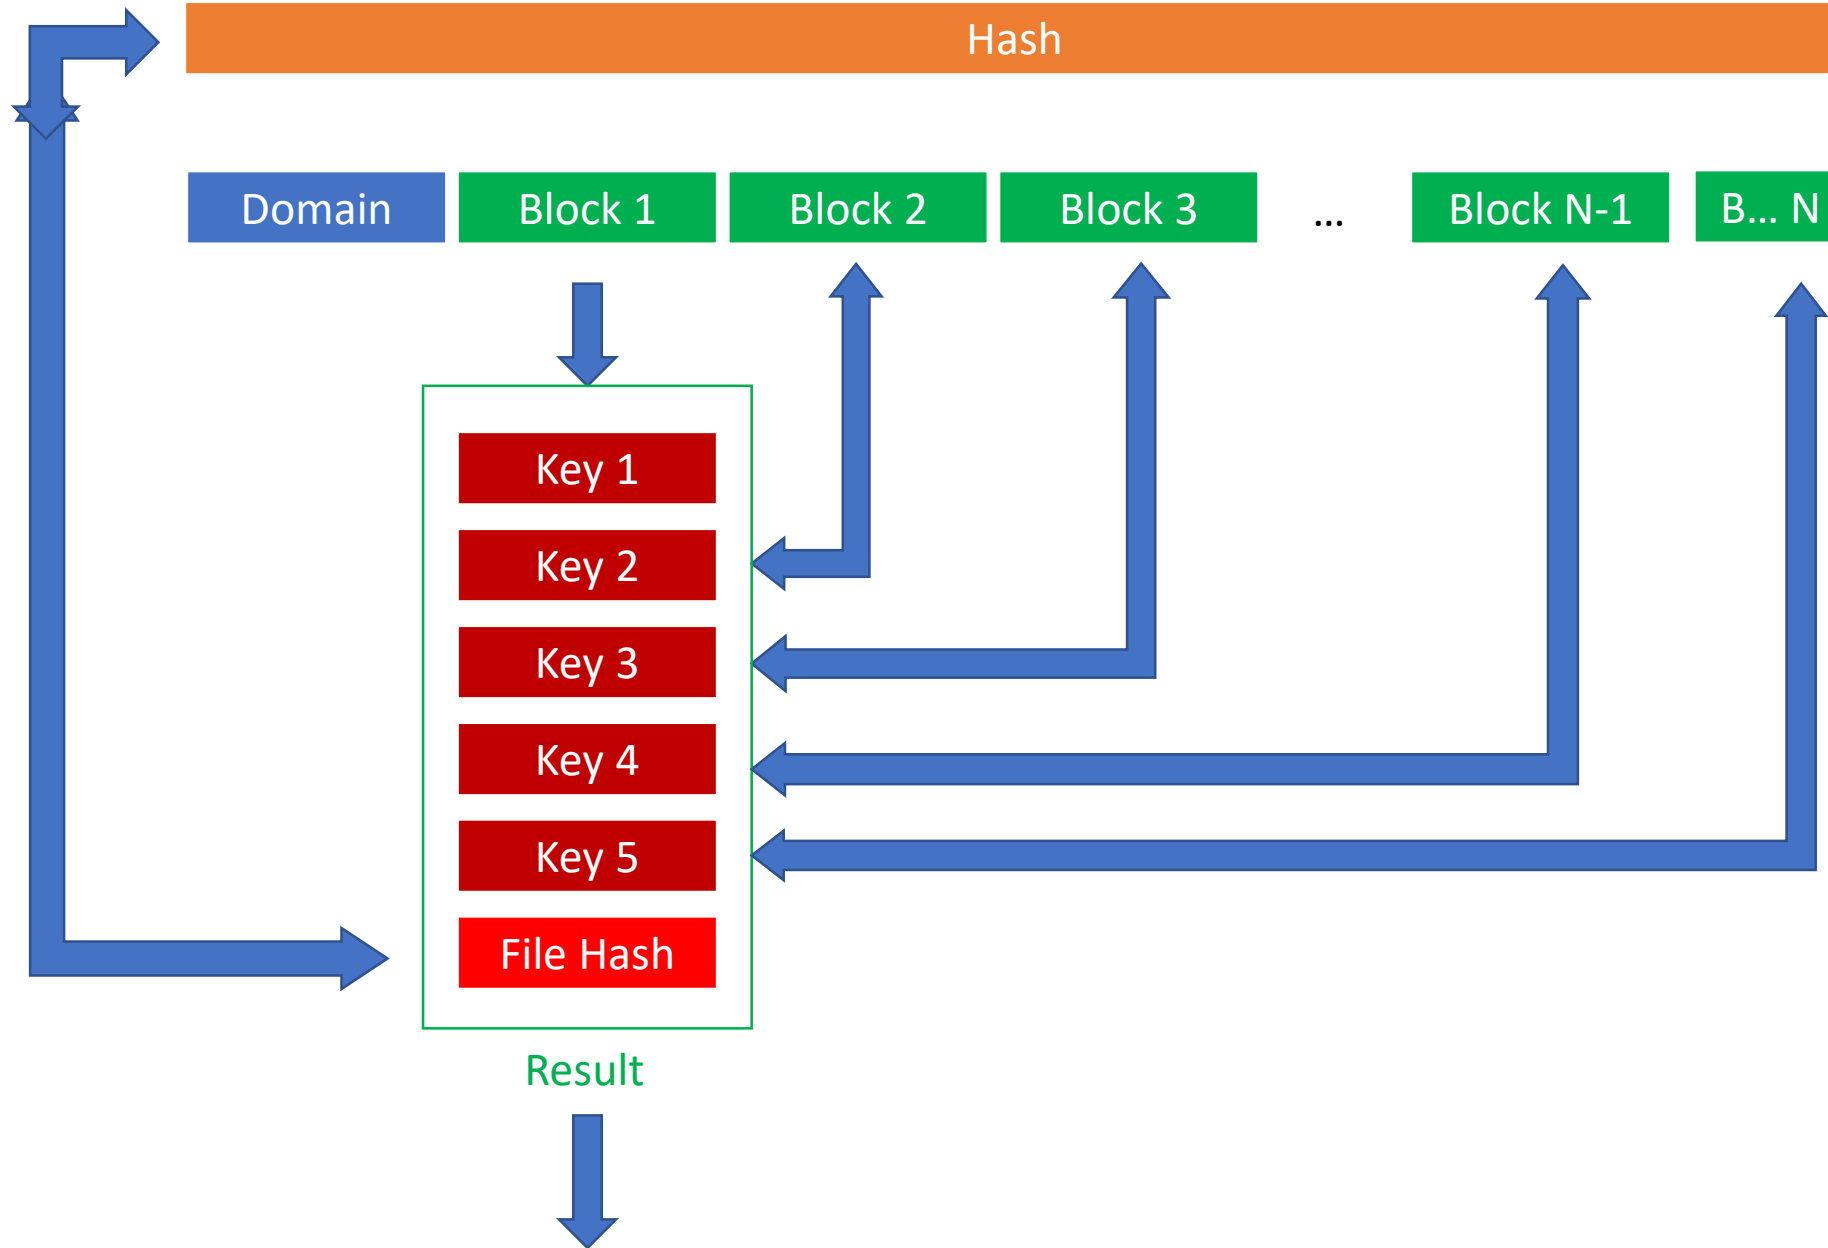 Hash
Domain
Block 1
Block 2
Block 3
...
Block N-1
B... N
Key 1
Key 2
Key 3
Key 4
Key 5
File Hash
Result